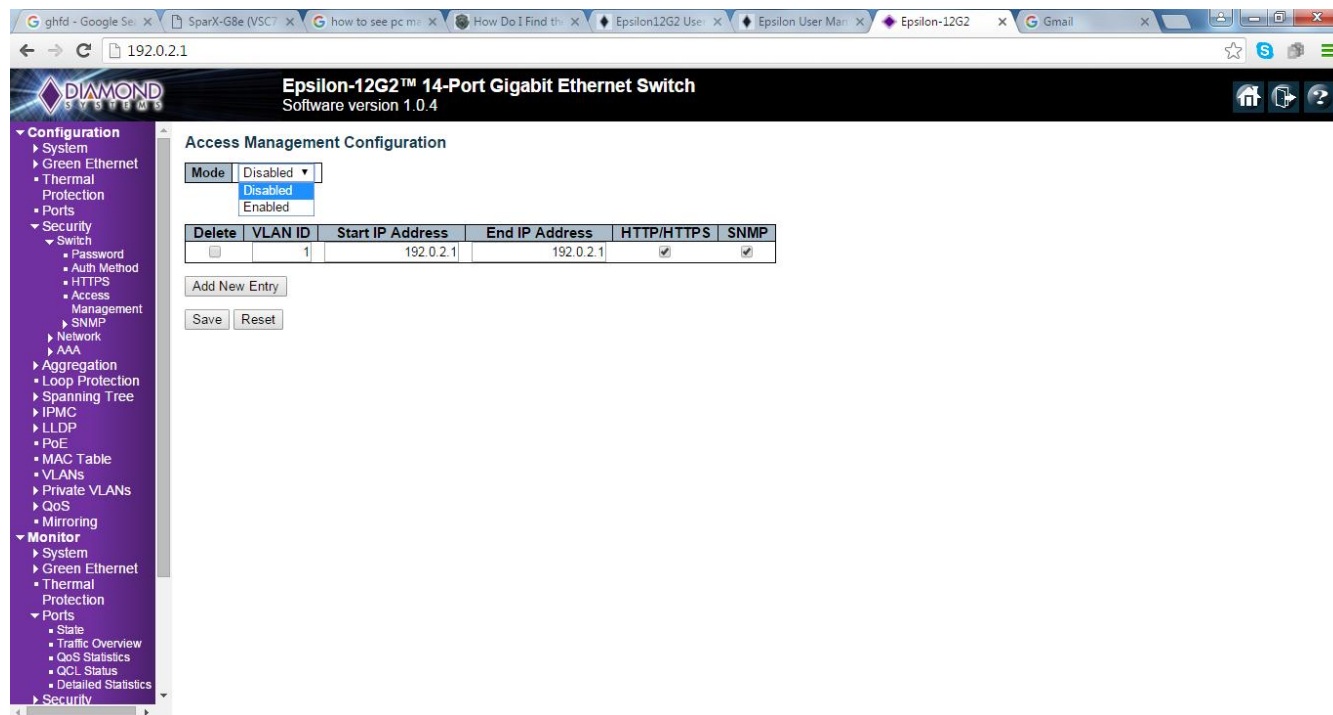 ghfd - Google Se
SparX-G8e (VSC7
how to see pc m
How Do I Find th
Epsilon12G2 User
Epsilon User Man
Epsilon-12G2
Gmail
192.0.2.1
DIAMOND
SYSTEMS
Epsilon-12G2™ 14-Port Gigabit Ethernet Switch
Software version 1.0.4
Configuration
System
Green Ethernet
Thermal
Protection
Ports
Security
Switch
Password
Auth Method
HTTPS
Access
Management
SNMP
Network
AAA
Aggregation
Loop Protection
Spanning Tree
IPMC
LLDP
PoE
MAC Table
VLANs
Private VLANs
QoS
Mirroring
Monitor
System
Green Ethernet
Thermal
Protection
Ports
State
Traffic Overview
QoS Statistics
QCL Status
Detailed Statistics
Security
Access Management Configuration
Mode Disabled
Disabled
Enabled
Delete VLAN ID Start IP Address End IP Address HTTP/HTTPS SNMP
1 192.0.2.1 192.0.2.1
Add New Entry
Save Reset